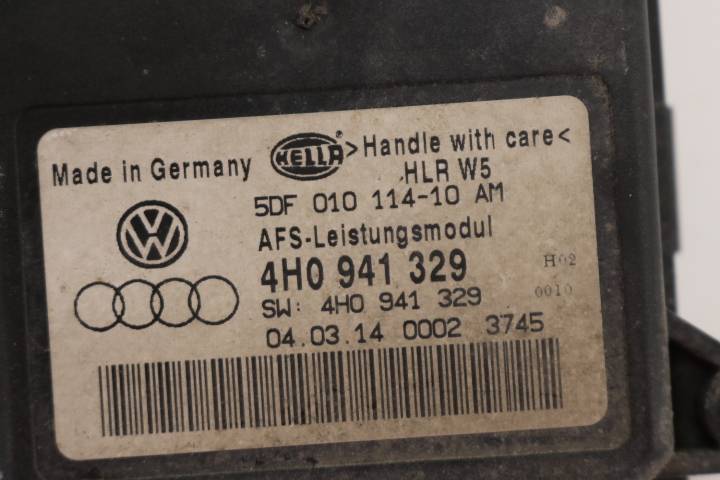 Made in Germany HELLA® >Handle with care<
HLR W5
5DF 010 114-10 AM
AFS-Leistungsmodul
4H0 941 329 H02
SW: 4H0 941 329 0010
04.03.14 0002 3745